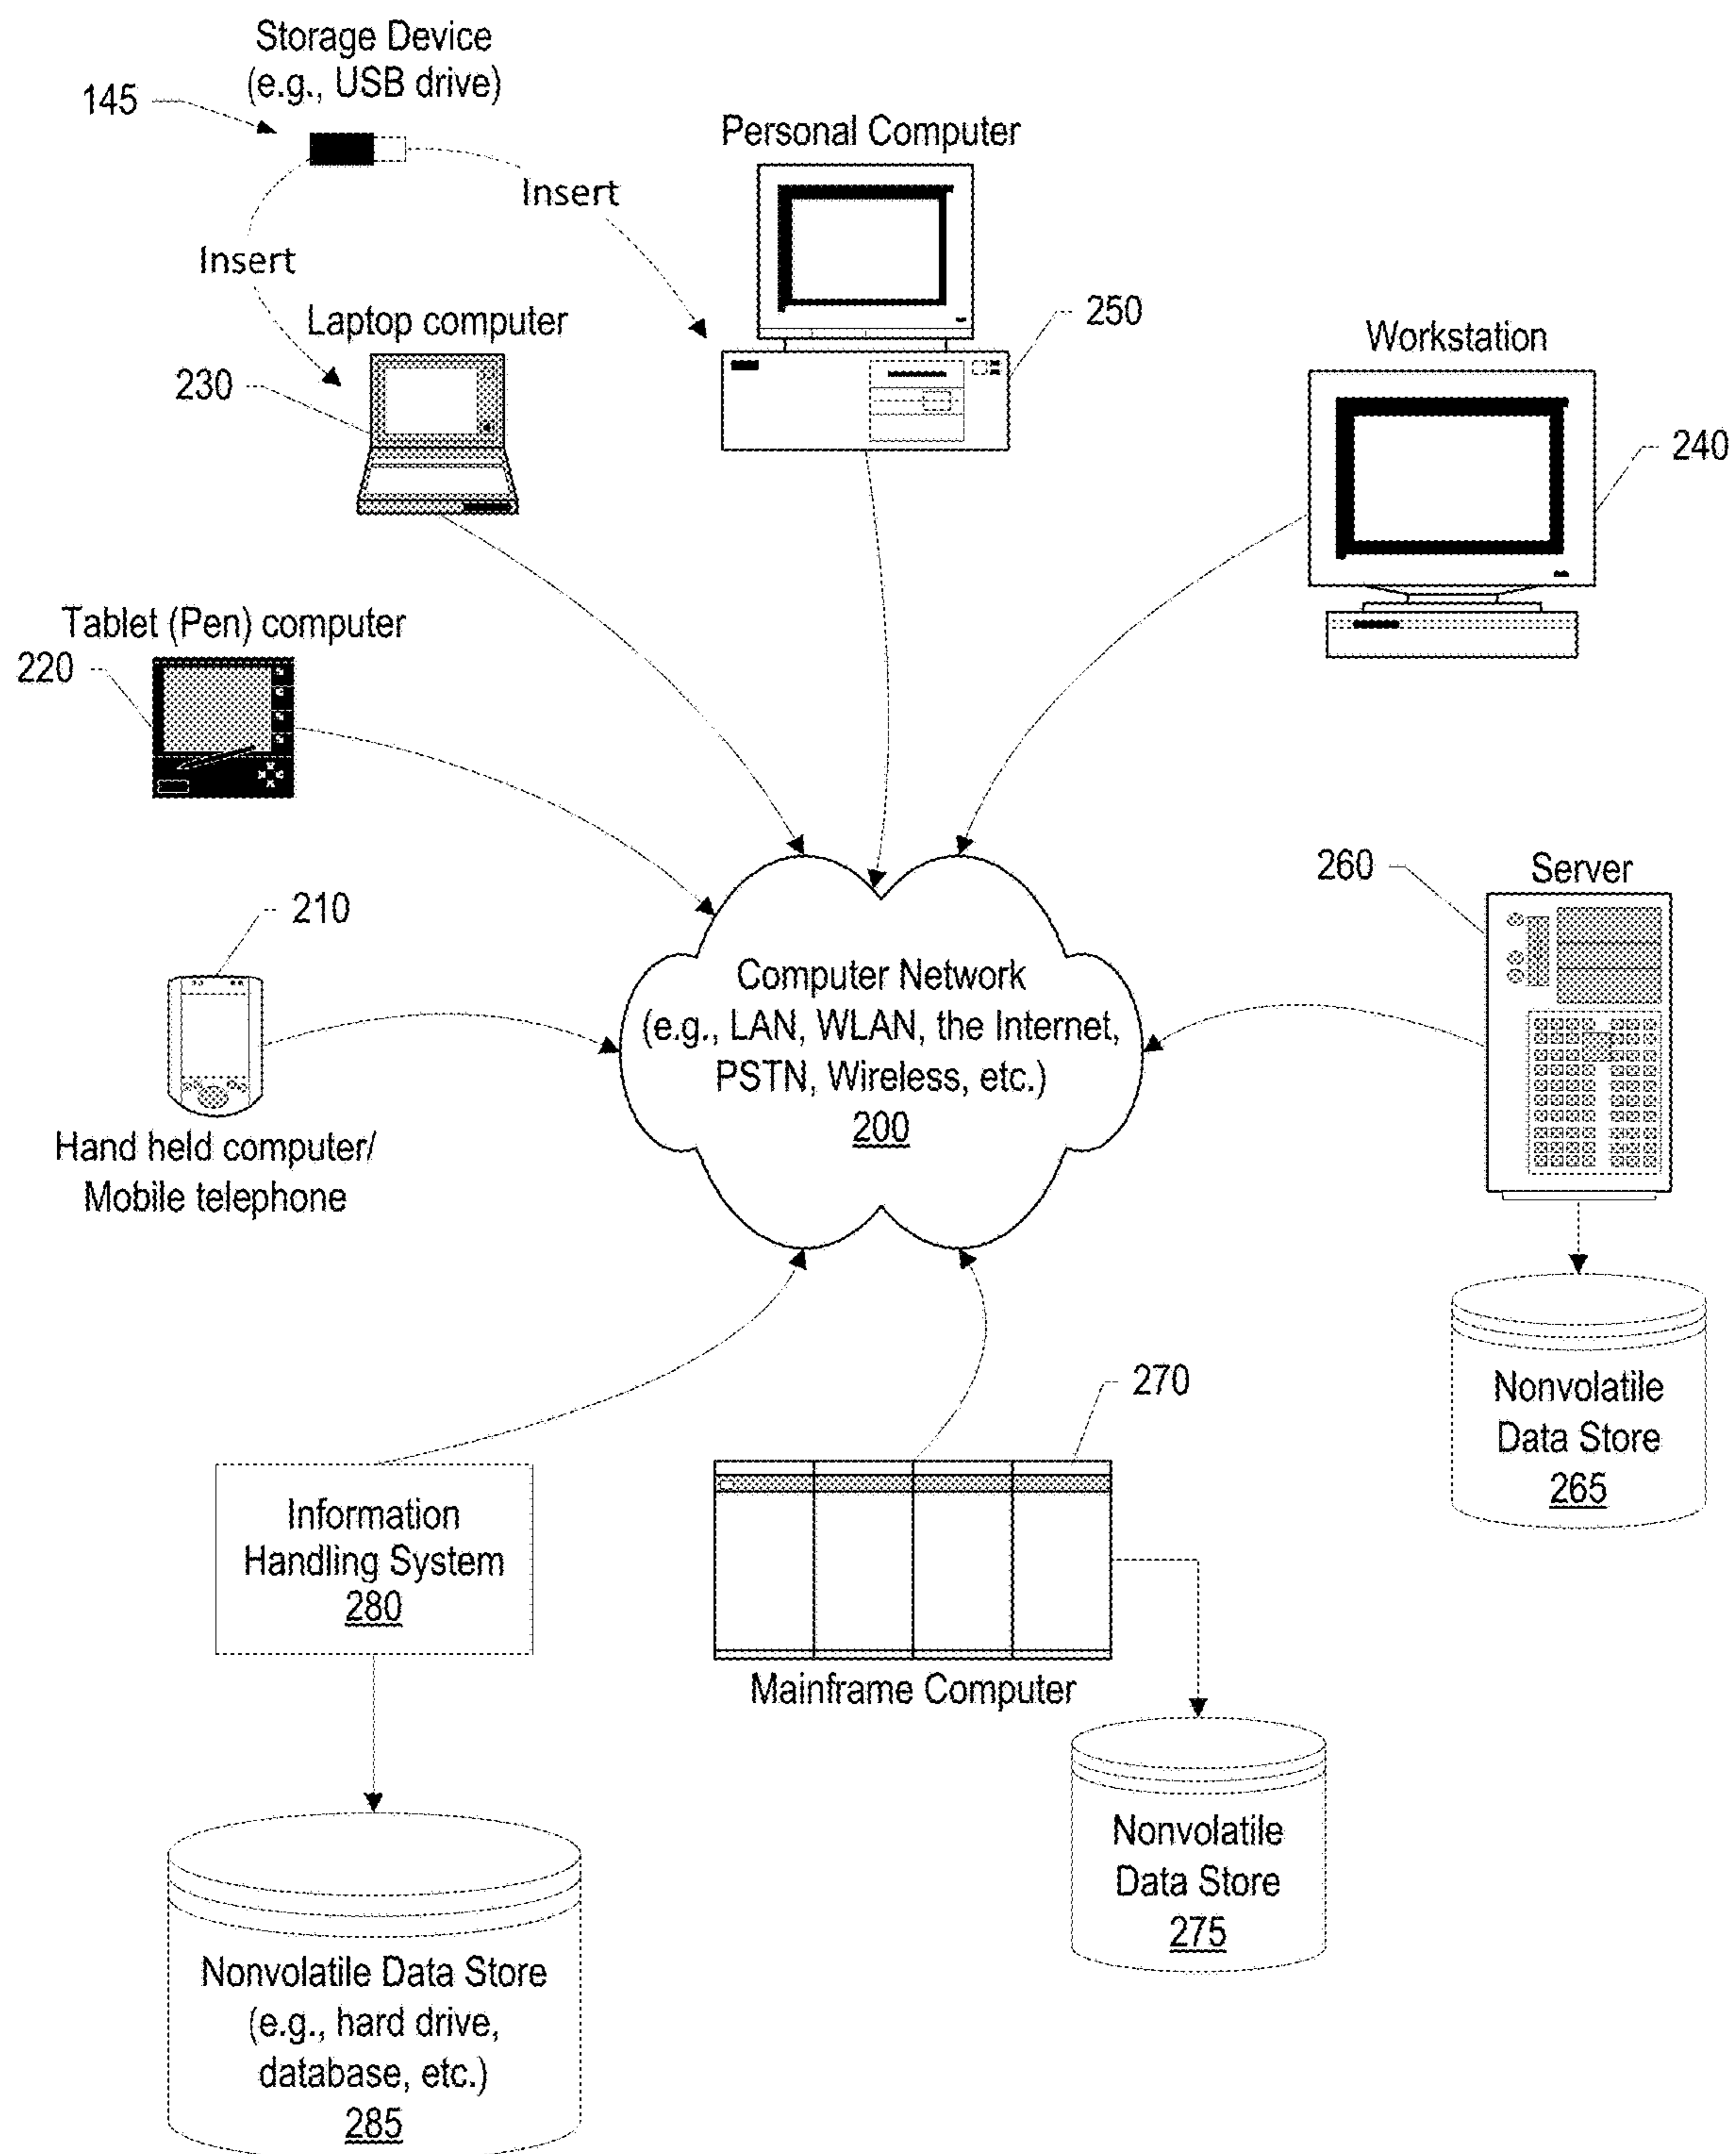 Storage Device
(e.g., USB drive)
145
Personal Computer
Insert
Insert
Laptop computer
250
Workstation
230
240
Tablet (Pen) computer
220
260
Server
210
Computer Network
(e.g., LAN, WLAN, the Internet,
PSTN, Wireless, etc.)
200
Hand held computer/
Mobile telephone
270
Nonvolatile
Data Store
265
Information
Handling System
280
Mainframe Computer
Nonvolatile
Data Store
275
Nonvolatile Data Store
(e.g., hard drive,
database, etc.)
285